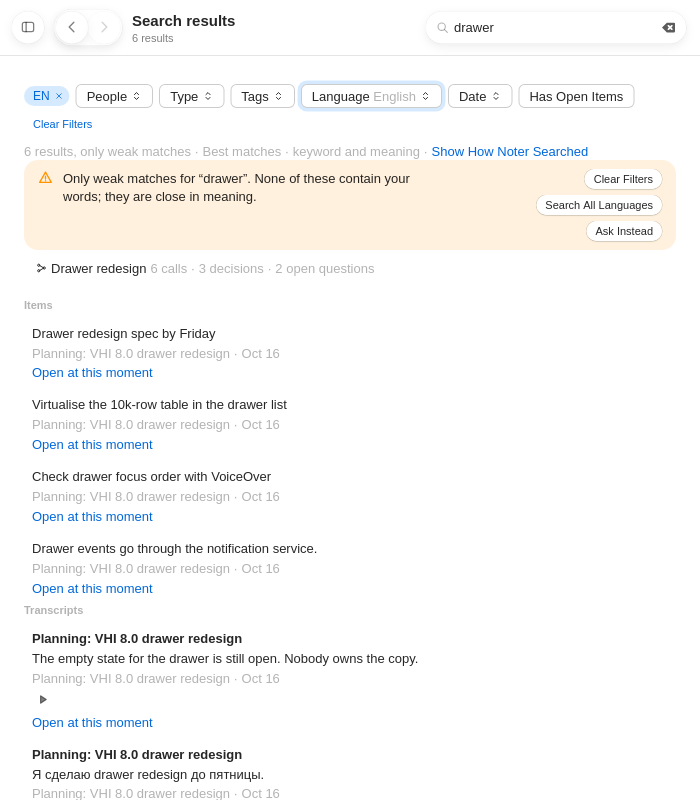 Search results
6 results
drawer
EN × People Type Tags Language English Date Has Open Items
Clear Filters
6 results, only weak matches · Best matches · keyword and meaning · Show How Noter Searched
Only weak matches for “drawer”. None of these contain your
words; they are close in meaning.
Clear Filters
Search All Languages
Ask Instead
Drawer redesign 6 calls · 3 decisions · 2 open questions
Items
Drawer redesign spec by Friday
Planning: VHI 8.0 drawer redesign · Oct 16
Open at this moment
Virtualise the 10k-row table in the drawer list
Planning: VHI 8.0 drawer redesign · Oct 16
Open at this moment
Check drawer focus order with VoiceOver
Planning: VHI 8.0 drawer redesign · Oct 16
Open at this moment
Drawer events go through the notification service.
Planning: VHI 8.0 drawer redesign · Oct 16
Open at this moment
Transcripts
Planning: VHI 8.0 drawer redesign
The empty state for the drawer is still open. Nobody owns the copy.
Planning: VHI 8.0 drawer redesign · Oct 16
Open at this moment
Planning: VHI 8.0 drawer redesign
Я сделаю drawer redesign до пятницы.
Planning: VHI 8.0 drawer redesign · Oct 16